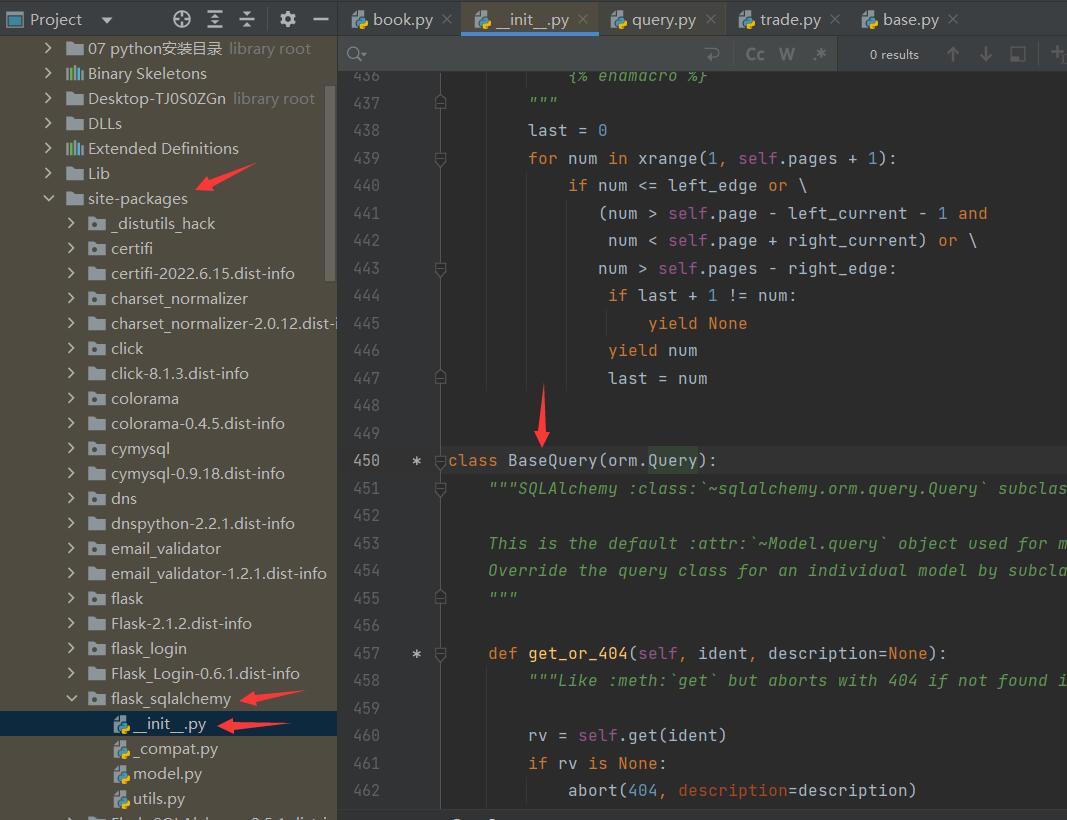 Project
book.py
__init__.py
query.py
trade.py
base.py
07 python安装目录 library root
Binary Skeletons
Desktop-TJ0S0ZGn library root
DLLs
Extended Definitions
Lib
site-packages
_distutils_hack
certifi
certifi-2022.6.15.dist-info
charset_normalizer
charset_normalizer-2.0.12.dist-i
click
click-8.1.3.dist-info
colorama
colorama-0.4.5.dist-info
cymysql
cymysql-0.9.18.dist-info
dns
dnspython-2.2.1.dist-info
email_validator
email_validator-1.2.1.dist-info
flask
Flask-2.1.2.dist-info
flask_login
Flask_Login-0.6.1.dist-info
flask_sqlalchemy
__init__.py
_compat.py
model.py
utils.py
Cc W .* 0 results
436 {% endmacro %}
437 """
438 last = 0
439 for num in xrange(1, self.pages + 1):
440 if num <= left_edge or \
441 (num > self.page - left_current - 1 and
442 num < self.page + right_current) or \
443 num > self.pages - right_edge:
444 if last + 1 != num:
445 yield None
446 yield num
447 last = num
448
449
450 * class BaseQuery(orm.Query):
451 """SQLAlchemy :class:`~sqlalchemy.orm.query.Query` subclas
452
453 This is the default :attr:`~Model.query` object used for m
454 Override the query class for an individual model by subcla
455 """
456
457 * def get_or_404(self, ident, description=None):
458 """Like :meth:`get` but aborts with 404 if not found i
459
460 rv = self.get(ident)
461 if rv is None:
462 abort(404, description=description)